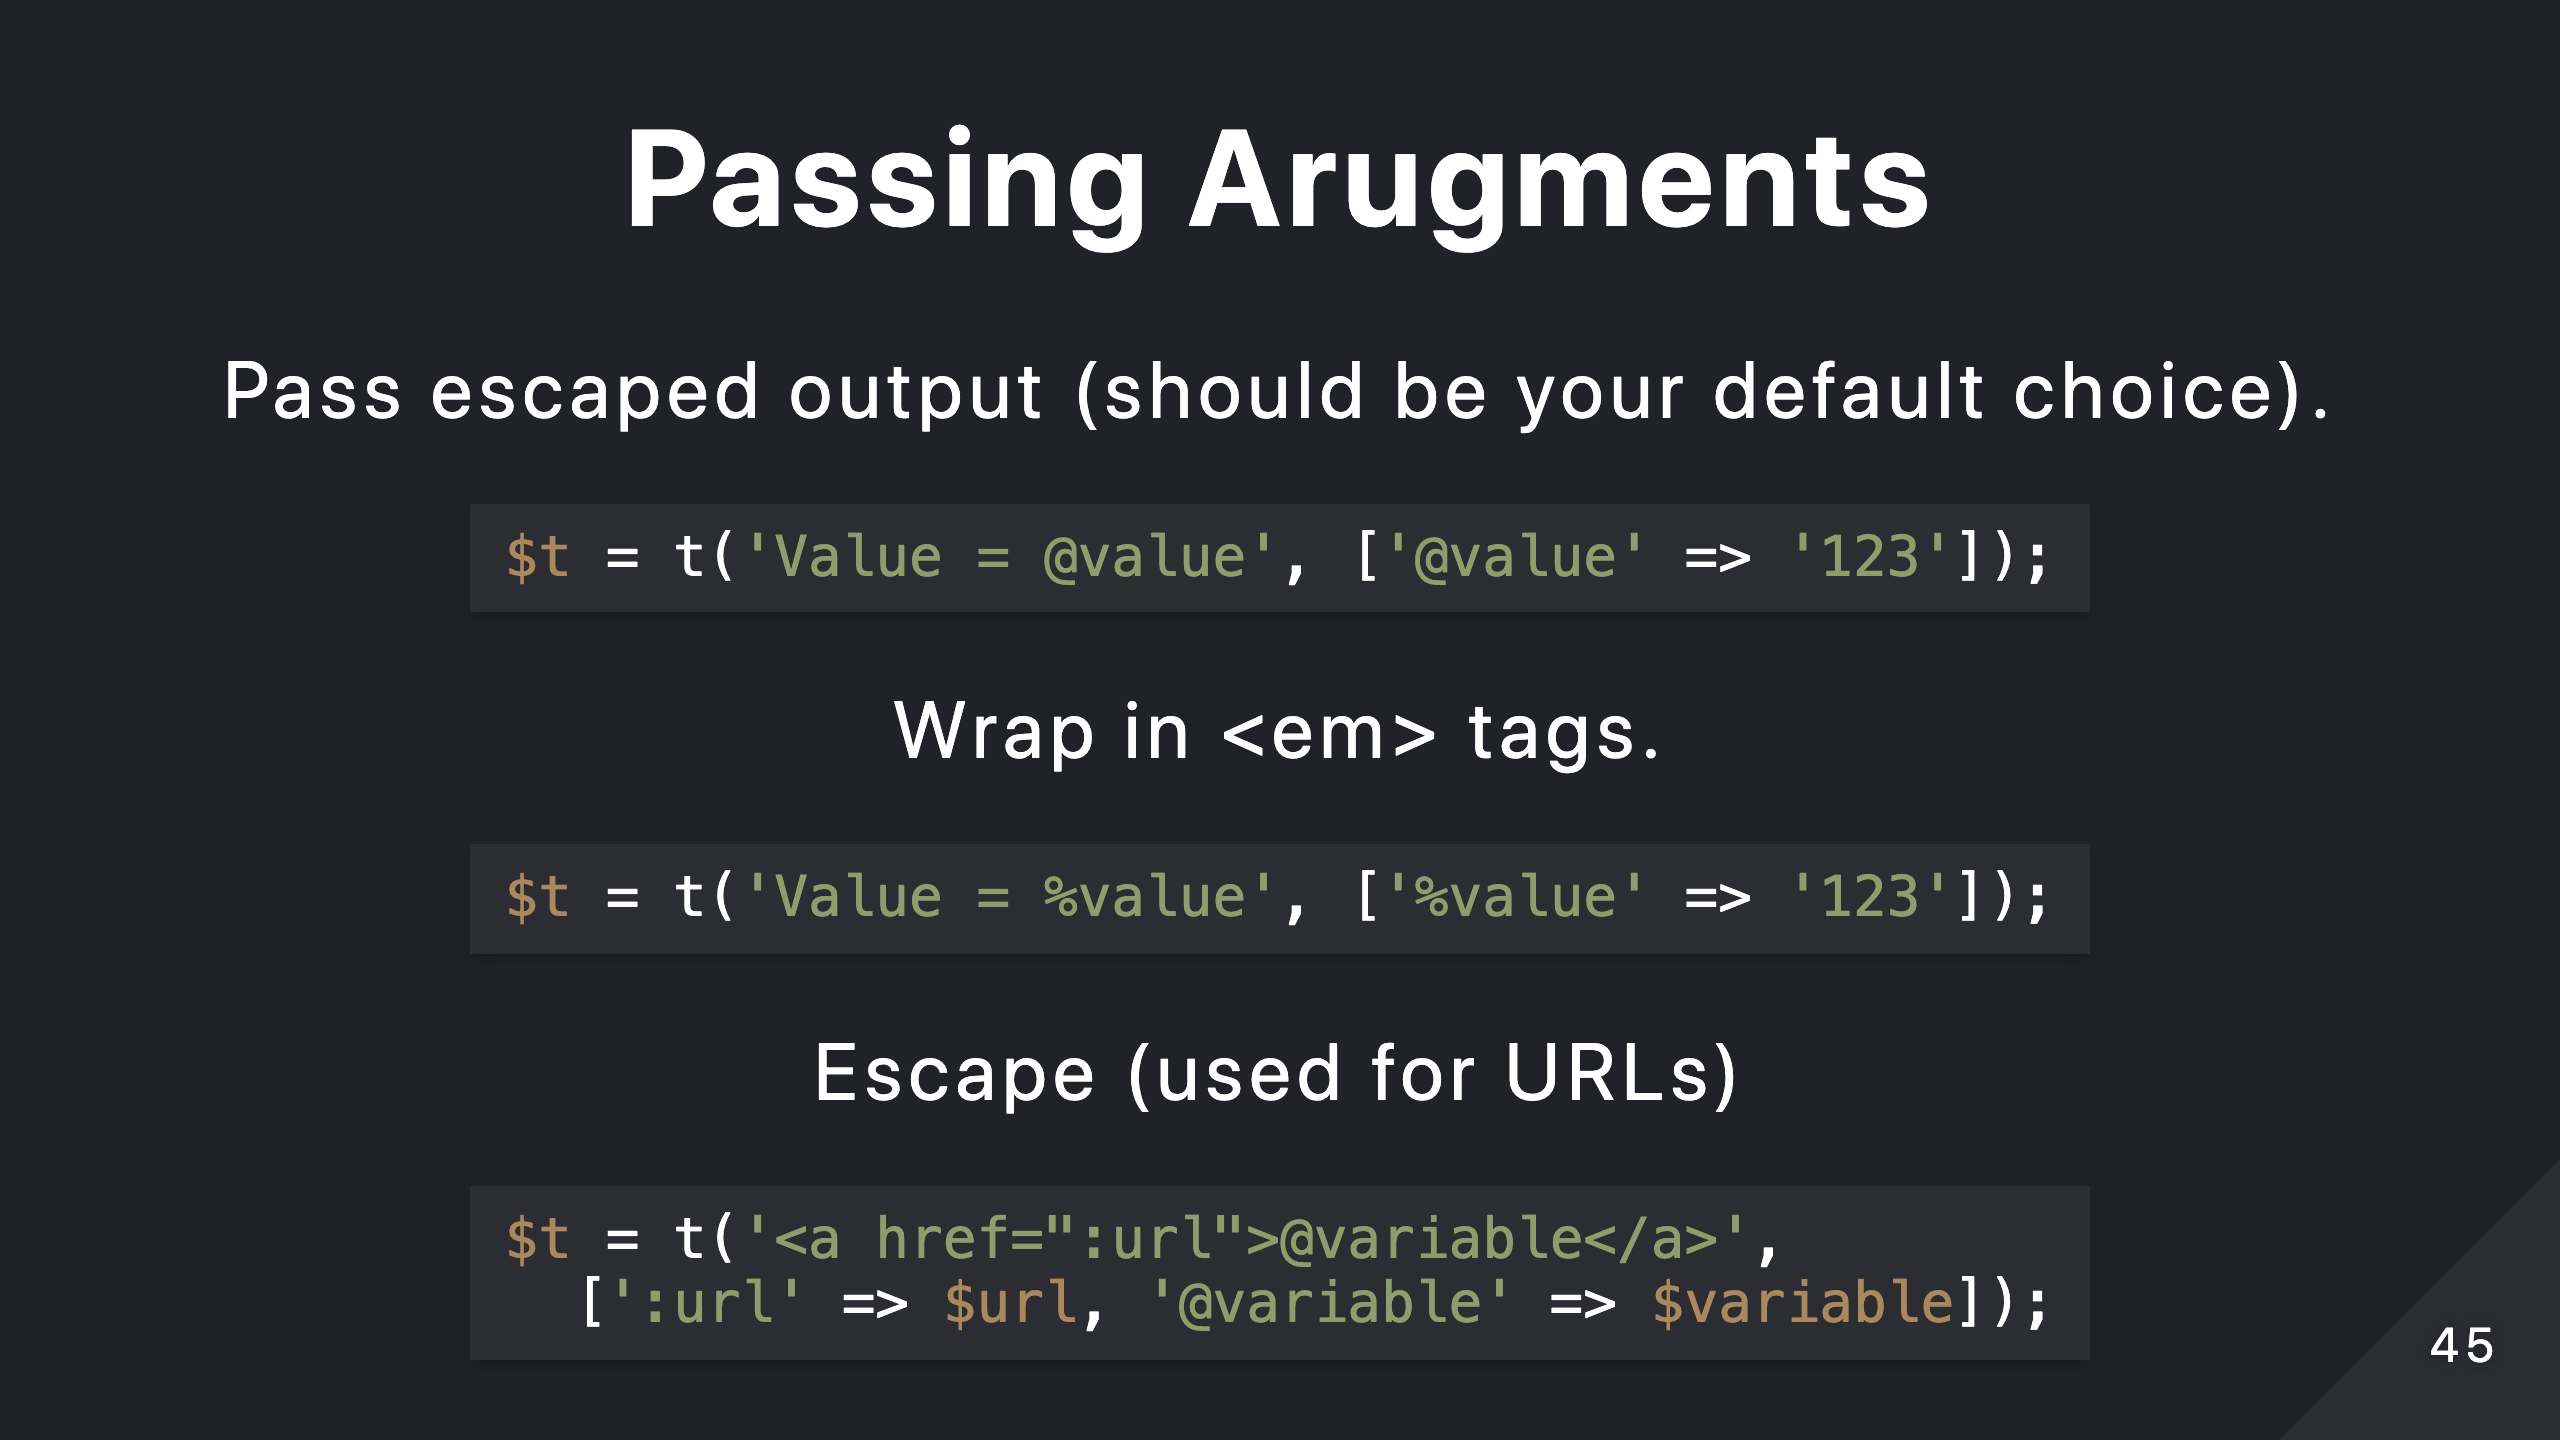 Passing Arugments
Pass escaped output (should be your default choice).
$t = t('Value = @value', ['@value' => '123']);
Wrap in <em> tags.
$t = t('Value = %value', ['%value' => '123']);
Escape (used for URLs)
$t = t('<a href=":url">@variable</a>',
  [':url' => $url, '@variable' => $variable]);
45